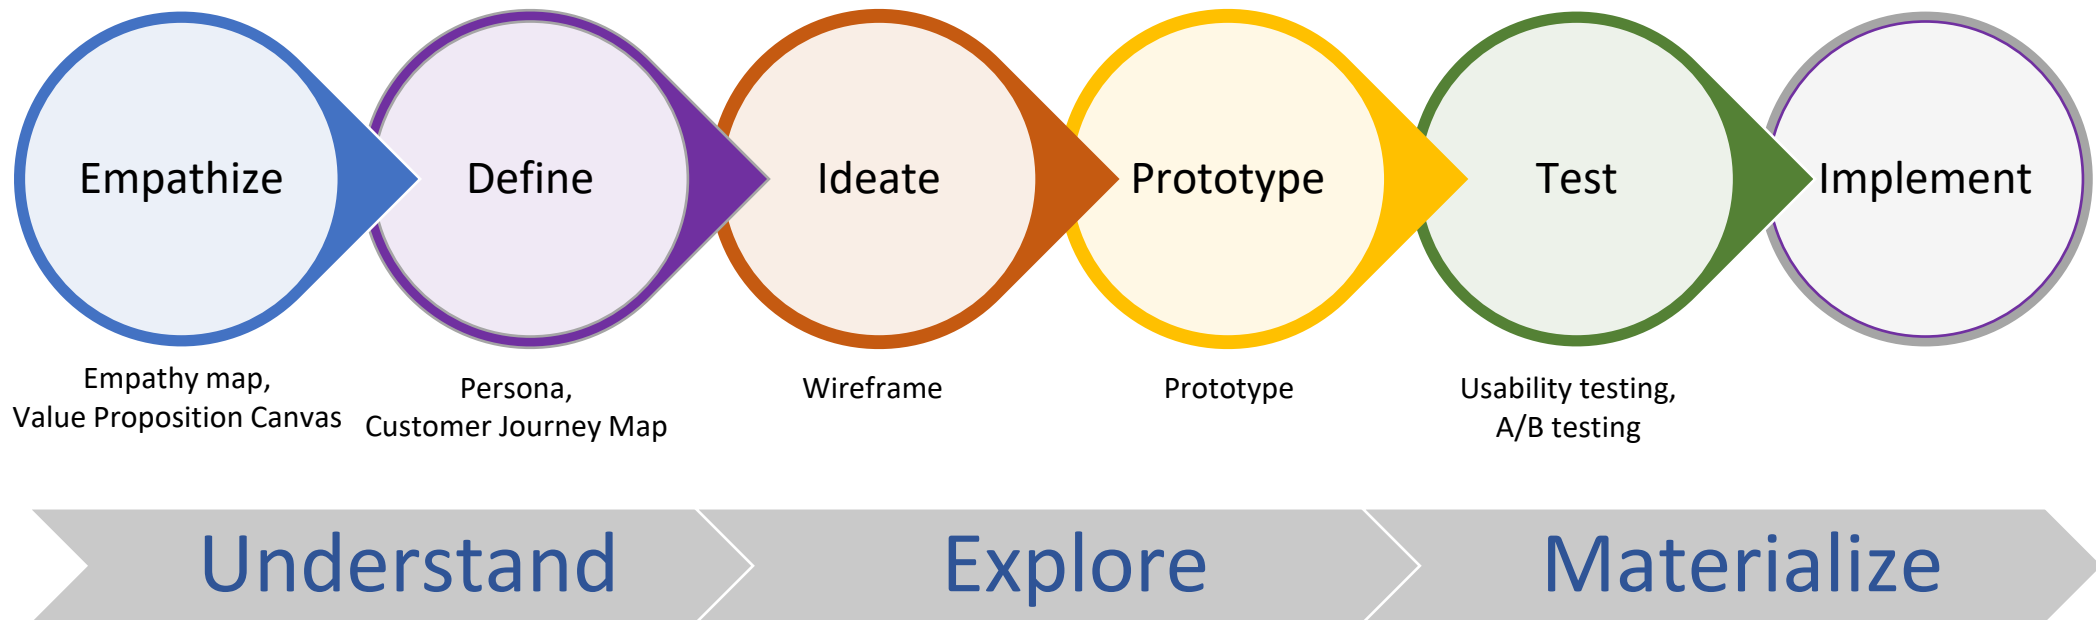 Empathize
Define
Ideate
Prototype
Test
Implement
Empathy map,
Value Proposition Canvas
Persona,
Customer Journey Map
Wireframe
Prototype
Usability testing,
A/B testing
Understand
Explore
Materialize